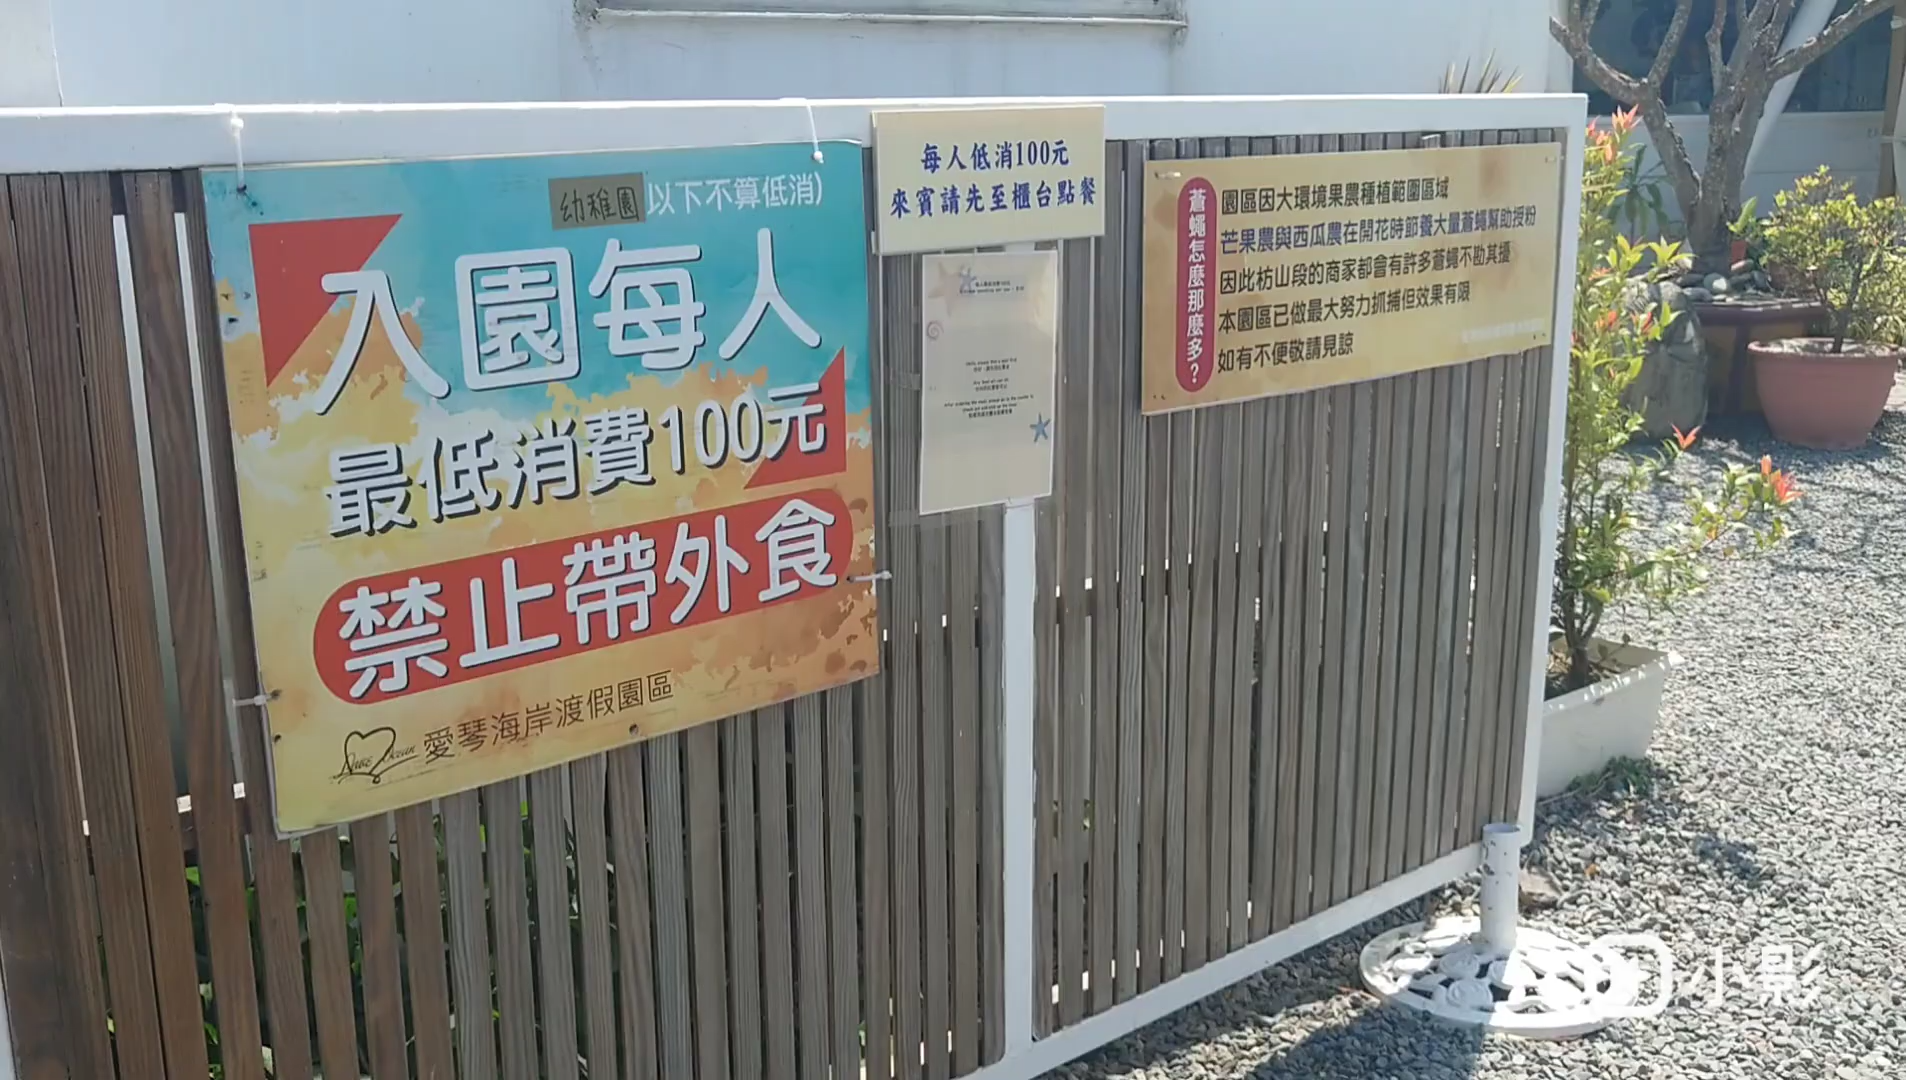 幼稚園以下不算低消)
入園每人
最低消費100元
禁止帶外食
Love Ocean 愛琴海岸渡假園區
每人低消100元
來賓請先至櫃台點餐
蒼蠅怎麼那麼多?
園區因大環境果農種植範圍區域
芒果農與西瓜農在開花時節養大量蒼蠅幫助授粉
因此枋山段的商家都會有許多蒼蠅不勘其擾
本園區已做最大努力抓捕但效果有限
如有不便敬請見諒
小影